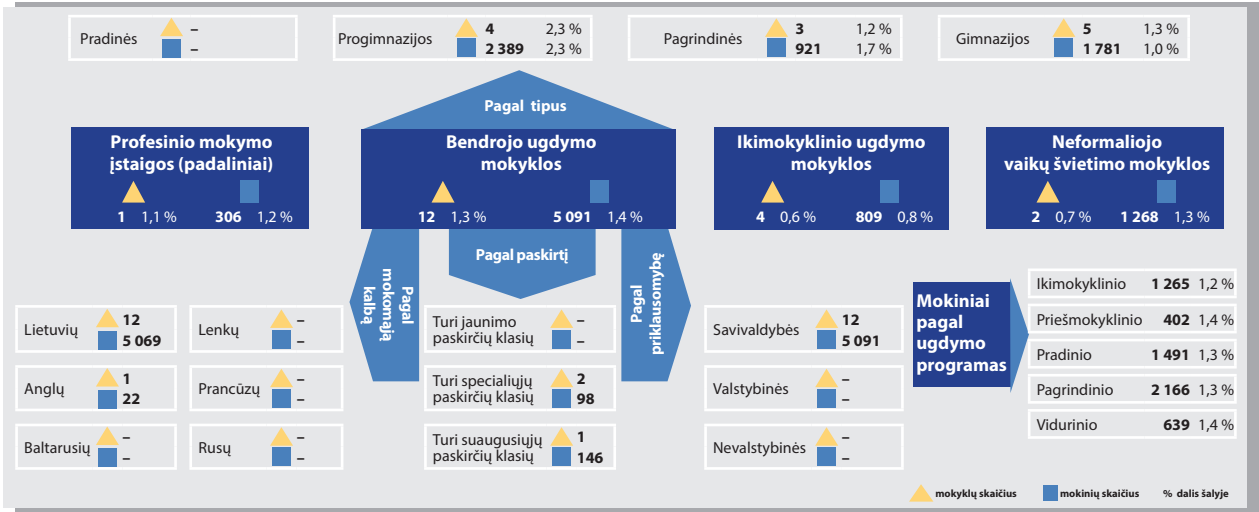 Pradinės
–
–
Progimnazijos
4 2,3 %
2 389 2,3 %
Pagrindinės
3 1,2 %
921 1,7 %
Gimnazijos
5 1,3 %
1 781 1,0 %
Pagal tipus
Profesinio mokymo
įstaigos (padaliniai)
1 1,1 % 306 1,2 %
Bendrojo ugdymo
mokyklos
12 1,3 % 5 091 1,4 %
Ikimokyklinio ugdymo
mokyklos
4 0,6 % 809 0,8 %
Neformaliojo
vaikų švietimo mokyklos
2 0,7 % 1 268 1,3 %
Pagal
mokomąją
kalbą
Pagal paskirtį
Pagal
priklausomybę
Lietuvių
12
5 069
Lenkų
–
–
Anglų
1
22
Prancūzų
–
–
Baltarusių
–
–
Rusų
–
–
Turi jaunimo
paskirčių klasių
–
–
Turi specialiųjų
paskirčių klasių
2
98
Turi suaugusiųjų
paskirčių klasių
1
146
Savivaldybės
12
5 091
Valstybinės
–
–
Nevalstybinės
–
–
Mokiniai
pagal
ugdymo
programas
Ikimokyklinio 1 265 1,2 %
Priešmokyklinio 402 1,4 %
Pradinio 1 491 1,3 %
Pagrindinio 2 166 1,3 %
Vidurinio 639 1,4 %
mokyklų skaičius mokinių skaičius % dalis šalyje